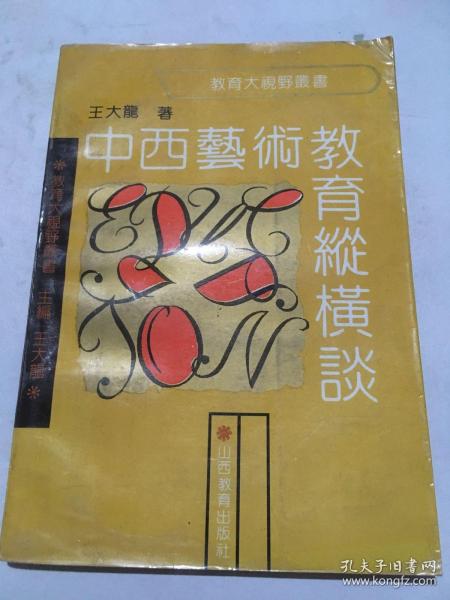 教育大視野叢書
王大龍 著
中西藝術教育縱橫談
EDUCATION
教育大視野叢書 主編 王大龍
山西教育出版社
孔夫子旧书网
www.kongfz.com